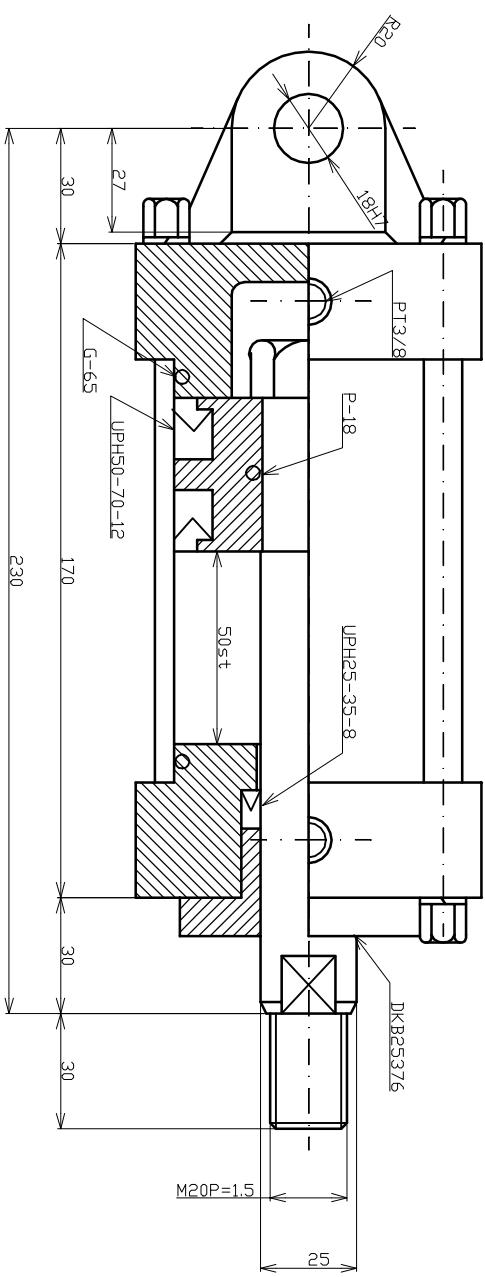 R20
18H7
27
30
PT3/8
G-65
P-18
UPH50-70-12
230
170
50st
UPH25-35-8
30
DKB25376
30
M20P=1.5
25